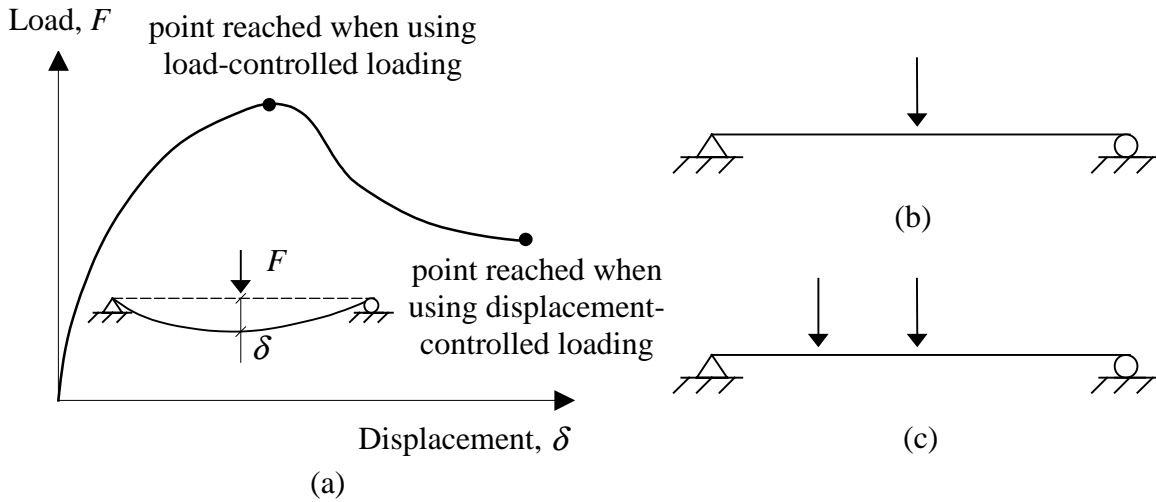 Load, F
point reached when using
load-controlled loading
F
δ
point reached when
using displacement-
controlled loading
Displacement, δ
(a)
(b)
(c)